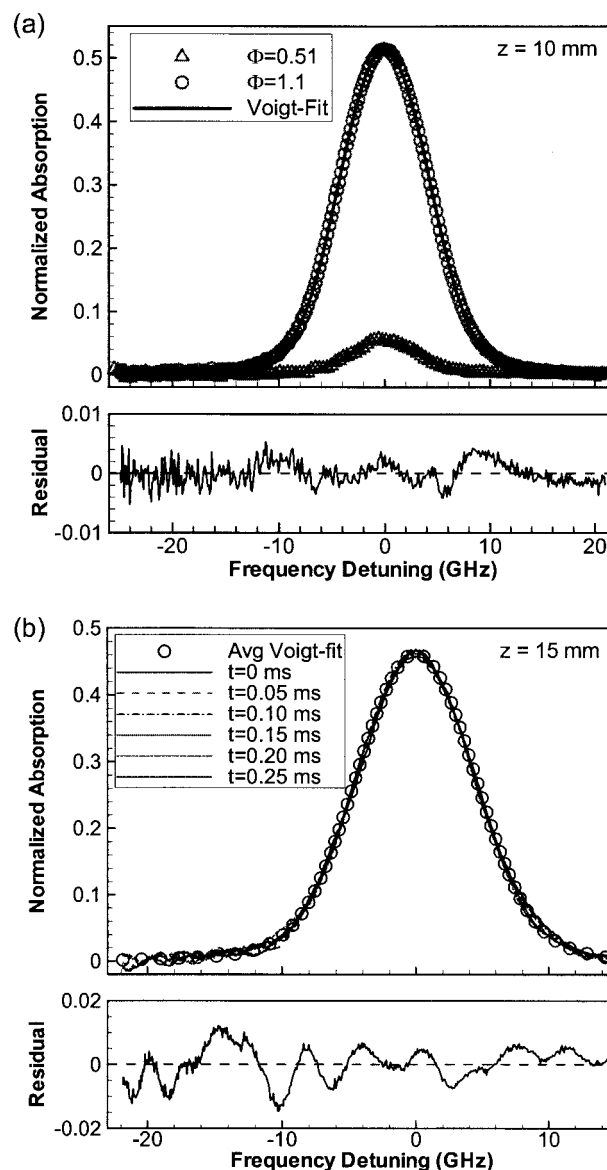 (a)
0.5
0.4
0.3
0.2
0.1
0
Normalized Absorption
Φ=0.51
Φ=1.1
Voigt-Fit
z = 10 mm
0.01
0
-0.01
Residual
-20 -10 0 10 20
Frequency Detuning (GHz)
(b)
0.5
0.4
0.3
0.2
0.1
0
Normalized Absorption
Avg Voigt-fit
t=0 ms
t=0.05 ms
t=0.10 ms
t=0.15 ms
t=0.20 ms
t=0.25 ms
z = 15 mm
0.02
0
-0.02
Residual
-20 -10 0 10
Frequency Detuning (GHz)